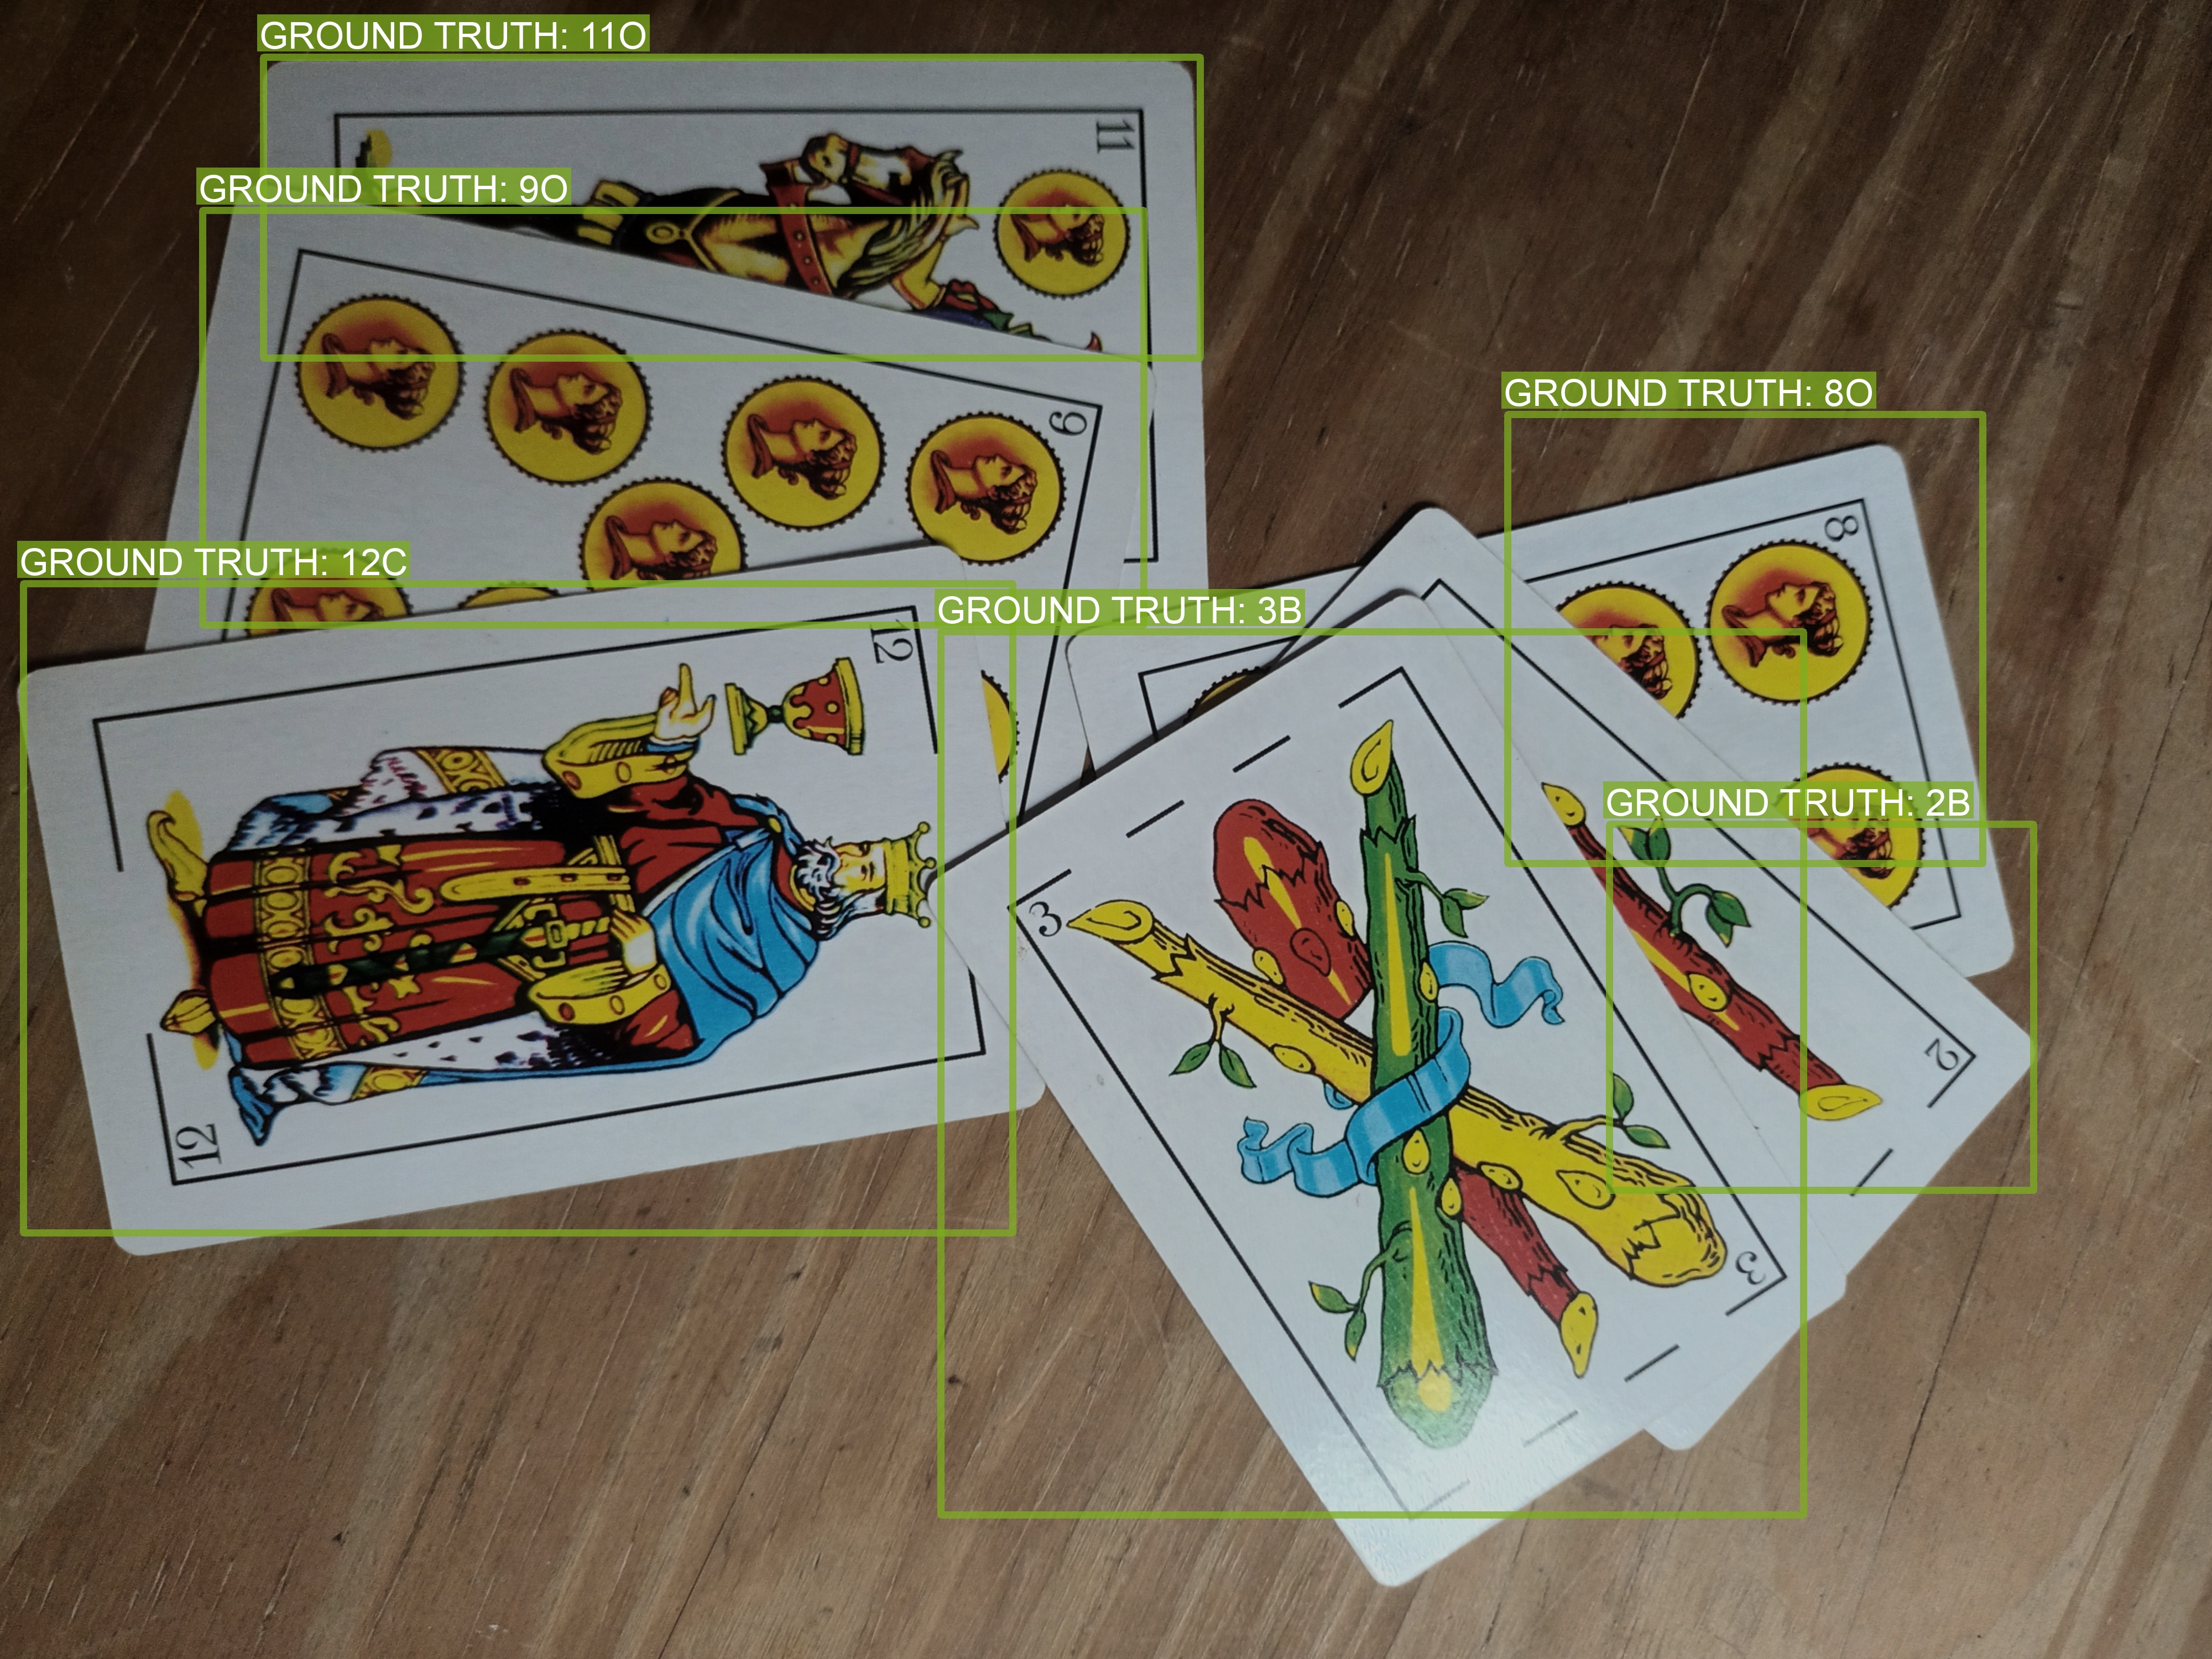 GROUND TRUTH: 11O
11
GROUND TRUTH: 9O
9
GROUND TRUTH: 8O
8
GROUND TRUTH: 12C
12
12
GROUND TRUTH: 3B
3
3
GROUND TRUTH: 2B
2